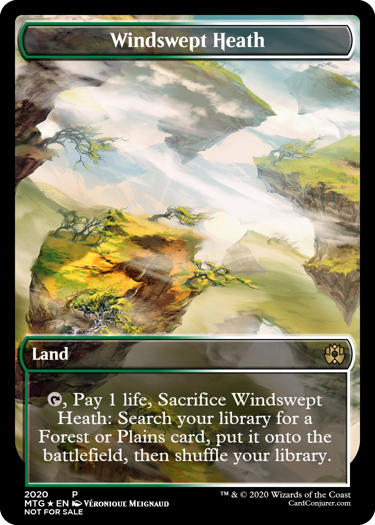 Windswept Heath
Land
, Pay 1 life, Sacrifice Windswept
Heath: Search your library for a
Forest or Plains card, put it onto the
battlefield, then shuffle your library.
2020 P
MTG ★ EN Véronique Meignaud
NOT FOR SALE
™ & © 2020 Wizards of the Coast
CardConjurer.com